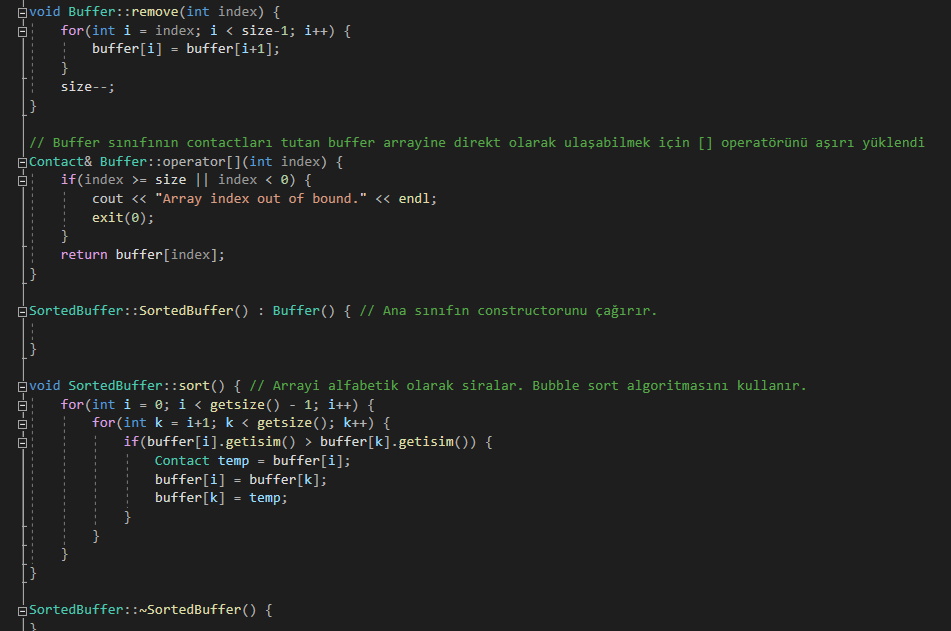 void Buffer::remove(int index) {
    for(int i = index; i < size-1; i++) {
        buffer[i] = buffer[i+1];
    }
    size--;
}
// Buffer sınıfının contactları tutan buffer arrayine direkt olarak ulaşabilmek için [] operatörünü aşırı yüklendi
Contact& Buffer::operator[](int index) {
    if(index >= size || index < 0) {
        cout << "Array index out of bound." << endl;
        exit(0);
    }
    return buffer[index];
}
SortedBuffer::SortedBuffer() : Buffer() { // Ana sınıfın constructorunu çağırır.
}
void SortedBuffer::sort() { // Arrayi alfabetik olarak siralar. Bubble sort algoritmasını kullanır.
    for(int i = 0; i < getsize() - 1; i++) {
        for(int k = i+1; k < getsize(); k++) {
            if(buffer[i].getisim() > buffer[k].getisim()) {
                Contact temp = buffer[i];
                buffer[i] = buffer[k];
                buffer[k] = temp;
            }
        }
    }
}
SortedBuffer::~SortedBuffer() {
}